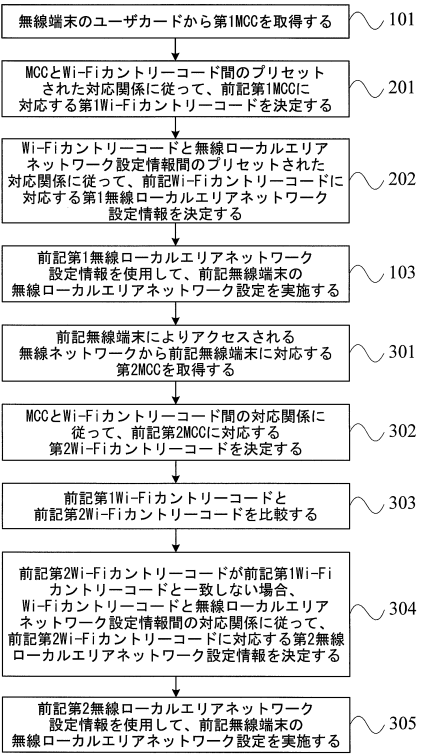 無線端末のユーザカードから第1MCCを取得する
101
MCCとWi-Fiカントリーコード間のプリセット
された対応関係に従って、前記第1MCCに
対応する第1Wi-Fiカントリーコードを決定する
201
Wi-Fiカントリーコードと無線ローカルエリア
ネットワーク設定情報間のプリセットされた
対応関係に従って、前記Wi-Fiカントリーコードに
対応する第1無線ローカルエリアネットワーク
設定情報を決定する
202
前記第1無線ローカルエリアネットワーク
設定情報を使用して、前記無線端末の
無線ローカルエリアネットワーク設定を実施する
103
前記無線端末によりアクセスされる
無線ネットワークから前記無線端末に対応する
第2MCCを取得する
301
MCCとWi-Fiカントリーコード間の対応関係に
従って、前記第2MCCに対応する
第2Wi-Fiカントリーコードを決定する
302
前記第1Wi-Fiカントリーコードと
前記第2Wi-Fiカントリーコードを比較する
303
前記第2Wi-Fiカントリーコードが前記第1Wi-Fi
カントリーコードと一致しない場合、
Wi-Fiカントリーコードと無線ローカルエリア
ネットワーク設定情報間の対応関係に従って、
前記第2Wi-Fiカントリーコードに対応する第2無線
ローカルエリアネットワーク設定情報を決定する
304
前記第2無線ローカルエリアネットワーク
設定情報を使用して、前記無線端末の
無線ローカルエリアネットワーク設定を実施する
305